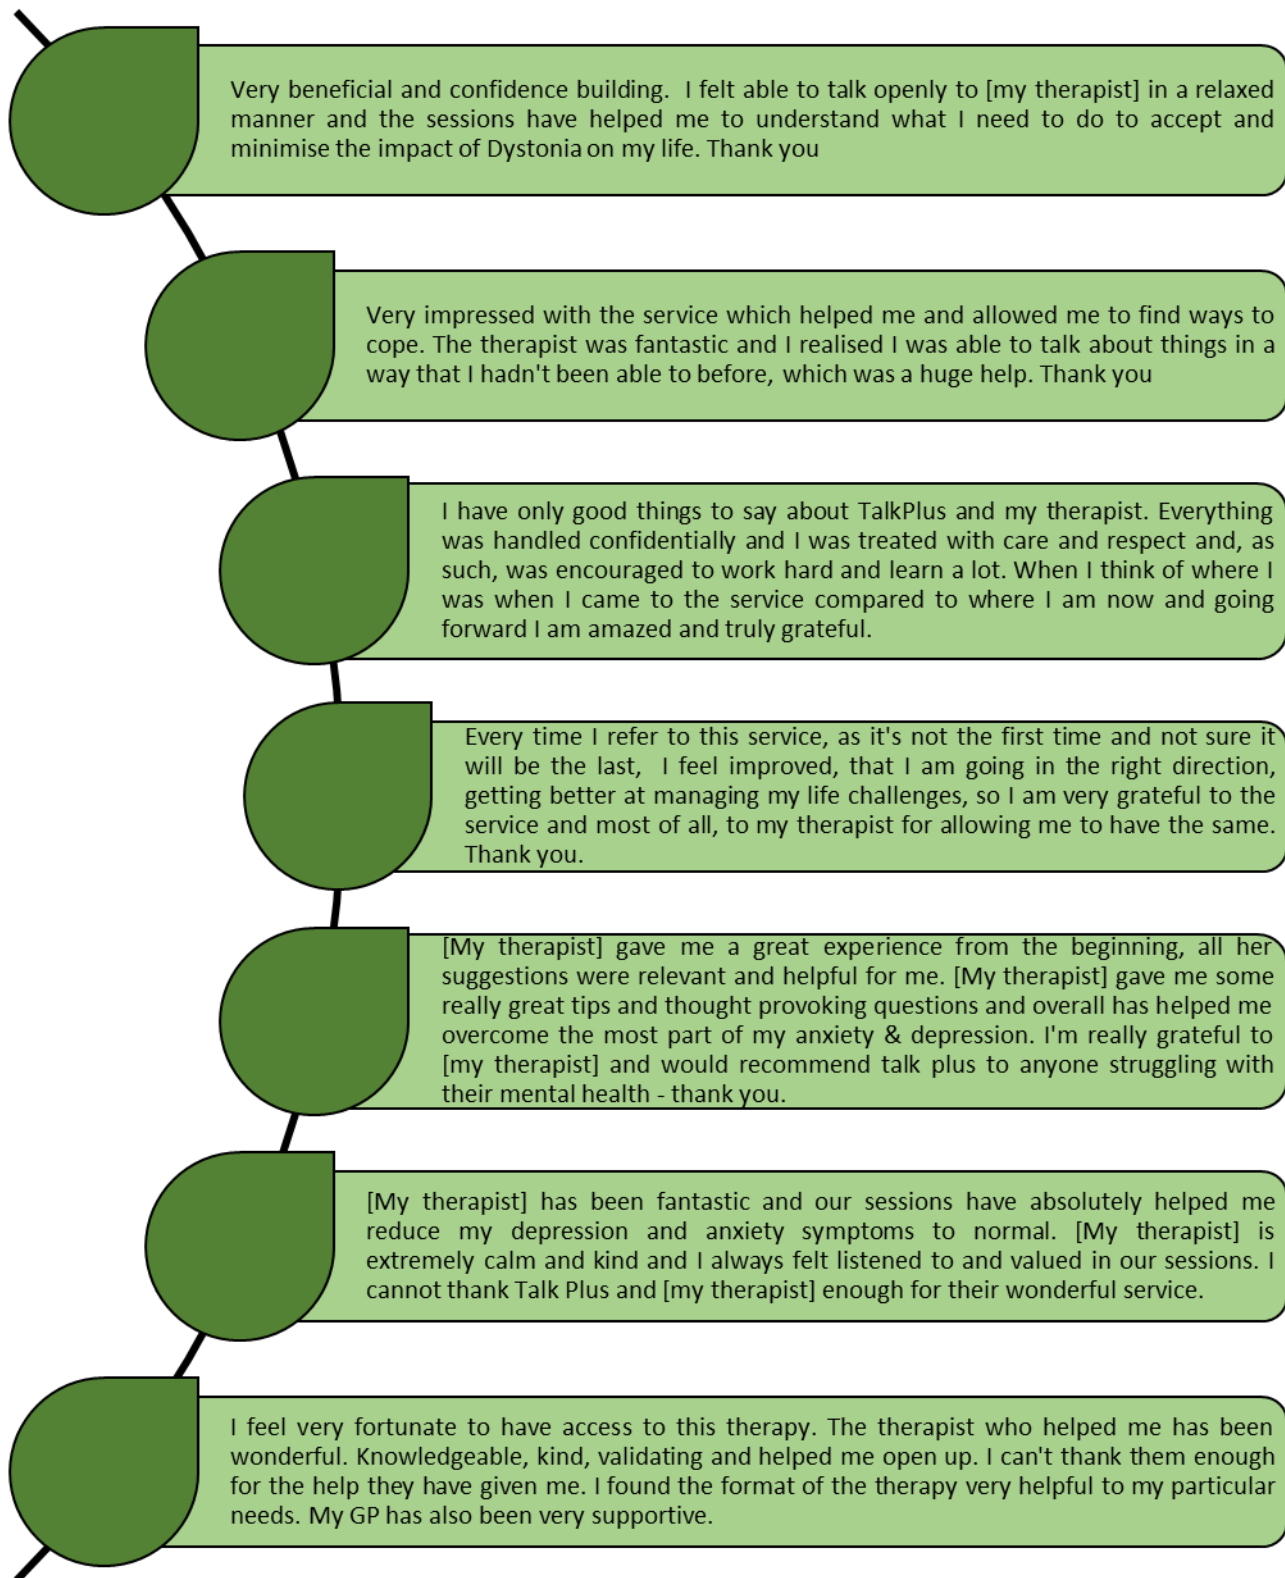 Very beneficial and confidence building.  I felt able to talk openly to [my therapist] in a relaxed
manner and the sessions have helped me to understand what I need to do to accept and
minimise the impact of Dystonia on my life. Thank you
Very impressed with the service which helped me and allowed me to find ways to
cope. The therapist was fantastic and I realised I was able to talk about things in a
way that I hadn't been able to before, which was a huge help. Thank you
I have only good things to say about TalkPlus and my therapist. Everything
was handled confidentially and I was treated with care and respect and, as
such, was encouraged to work hard and learn a lot. When I think of where I
was when I came to the service compared to where I am now and going
forward I am amazed and truly grateful.
Every time I refer to this service, as it's not the first time and not sure it
will be the last,  I feel improved, that I am going in the right direction,
getting better at managing my life challenges, so I am very grateful to the
service and most of all, to my therapist for allowing me to have the same.
Thank you.
[My therapist] gave me a great experience from the beginning, all her
suggestions were relevant and helpful for me. [My therapist] gave me some
really great tips and thought provoking questions and overall has helped me
overcome the most part of my anxiety & depression. I'm really grateful to
[my therapist] and would recommend talk plus to anyone struggling with
their mental health - thank you.
[My therapist] has been fantastic and our sessions have absolutely helped me
reduce my depression and anxiety symptoms to normal. [My therapist] is
extremely calm and kind and I always felt listened to and valued in our sessions. I
cannot thank Talk Plus and [my therapist] enough for their wonderful service.
I feel very fortunate to have access to this therapy. The therapist who helped me has been
wonderful. Knowledgeable, kind, validating and helped me open up. I can't thank them enough
for the help they have given me. I found the format of the therapy very helpful to my particular
needs. My GP has also been very supportive.